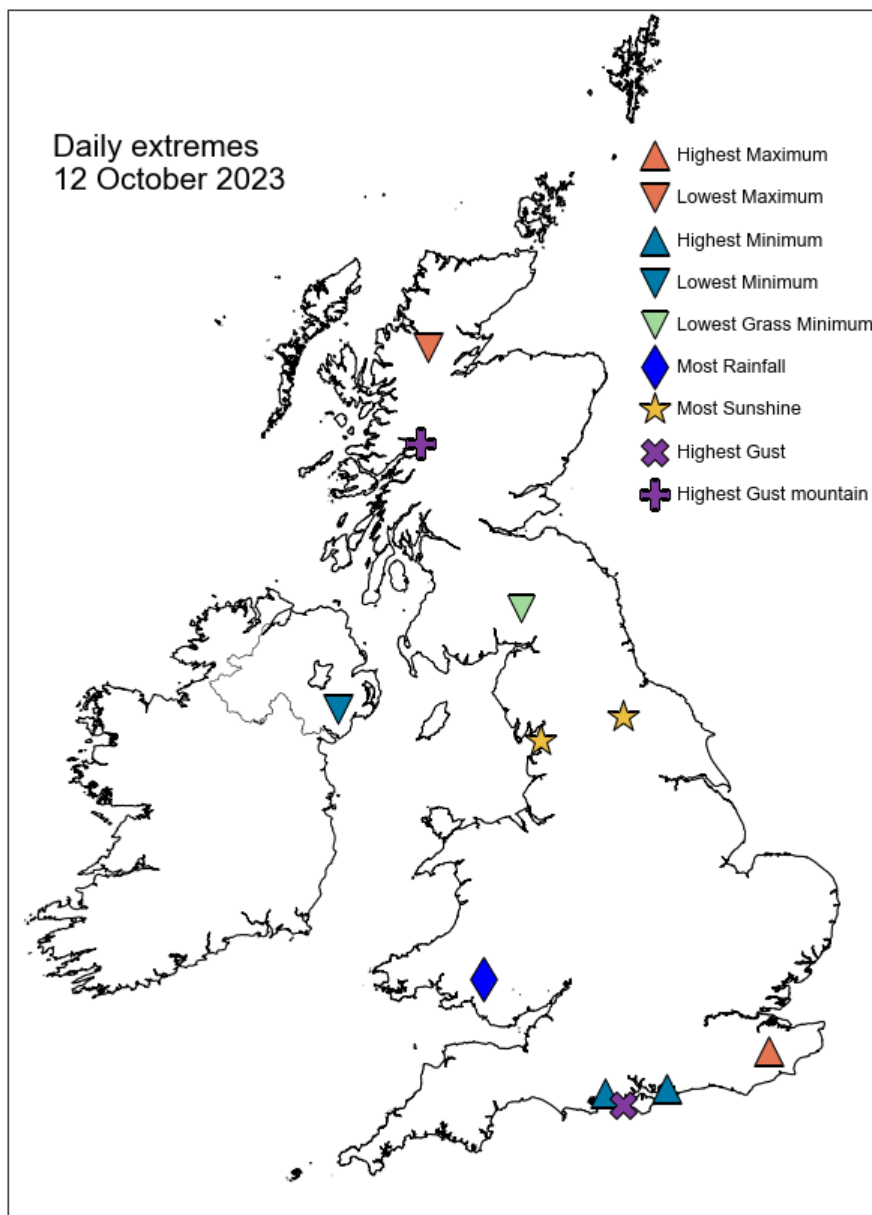 Daily extremes
12 October 2023
Highest Maximum
Lowest Maximum
Highest Minimum
Lowest Minimum
Lowest Grass Minimum
Most Rainfall
Most Sunshine
Highest Gust
Highest Gust mountain